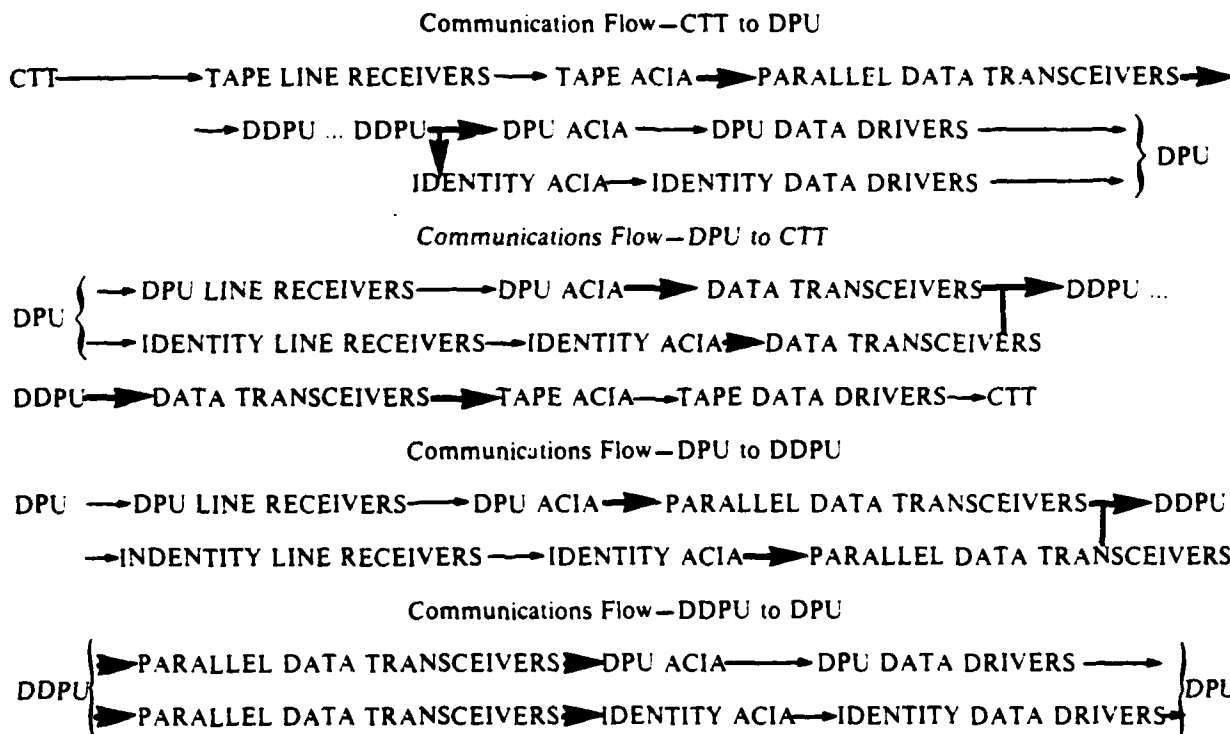 Communication Flow—CTT to DPU
CTT TAPE LINE RECEIVERS TAPE ACIA PARALLEL DATA TRANSCEIVERS
DDPU ... DDPU DPU ACIA DPU DATA DRIVERS
DPU
IDENTITY ACIA IDENTITY DATA DRIVERS
Communications Flow—DPU to CTT
DPU LINE RECEIVERS DPU ACIA DATA TRANSCEIVERS DDPU ...
DPU
IDENTITY LINE RECEIVERS IDENTITY ACIA DATA TRANSCEIVERS
DDPU DATA TRANSCEIVERS TAPE ACIA TAPE DATA DRIVERS CTT
Communications Flow—DPU to DDPU
DPU DPU LINE RECEIVERS DPU ACIA PARALLEL DATA TRANSCEIVERS DDPU
INDENTITY LINE RECEIVERS IDENTITY ACIA PARALLEL DATA TRANSCEIVERS
Communications Flow—DDPU to DPU
PARALLEL DATA TRANSCEIVERS DPU ACIA DPU DATA DRIVERS
DDPU DPU
PARALLEL DATA TRANSCEIVERS IDENTITY ACIA IDENTITY DATA DRIVERS